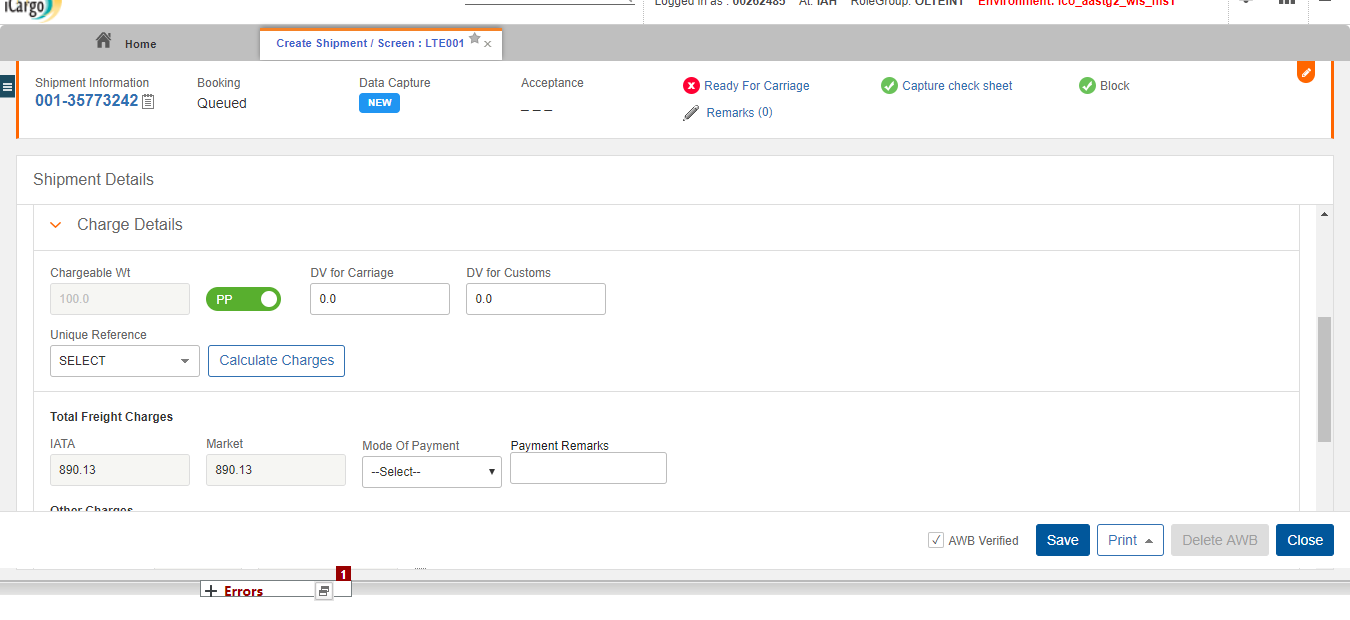 iCargo
Logged in as : 00262485 At: IAH RoleGroup: OLTEINT Environment: ico_aastg2_wls_ms1
Home
Create Shipment / Screen : LTE001
Shipment Information
Booking
Data Capture
Acceptance
Ready For Carriage
Capture check sheet
Block
001-35773242
Queued
NEW
_ _ _
Remarks (0)
Shipment Details
Charge Details
Chargeable Wt
DV for Carriage
DV for Customs
100.0
PP
0.0
0.0
Unique Reference
SELECT
Calculate Charges
Total Freight Charges
IATA
Market
Mode Of Payment
Payment Remarks
890.13
890.13
--Select--
Other Charges
AWB Verified
Save
Print
Delete AWB
Close
1
Errors